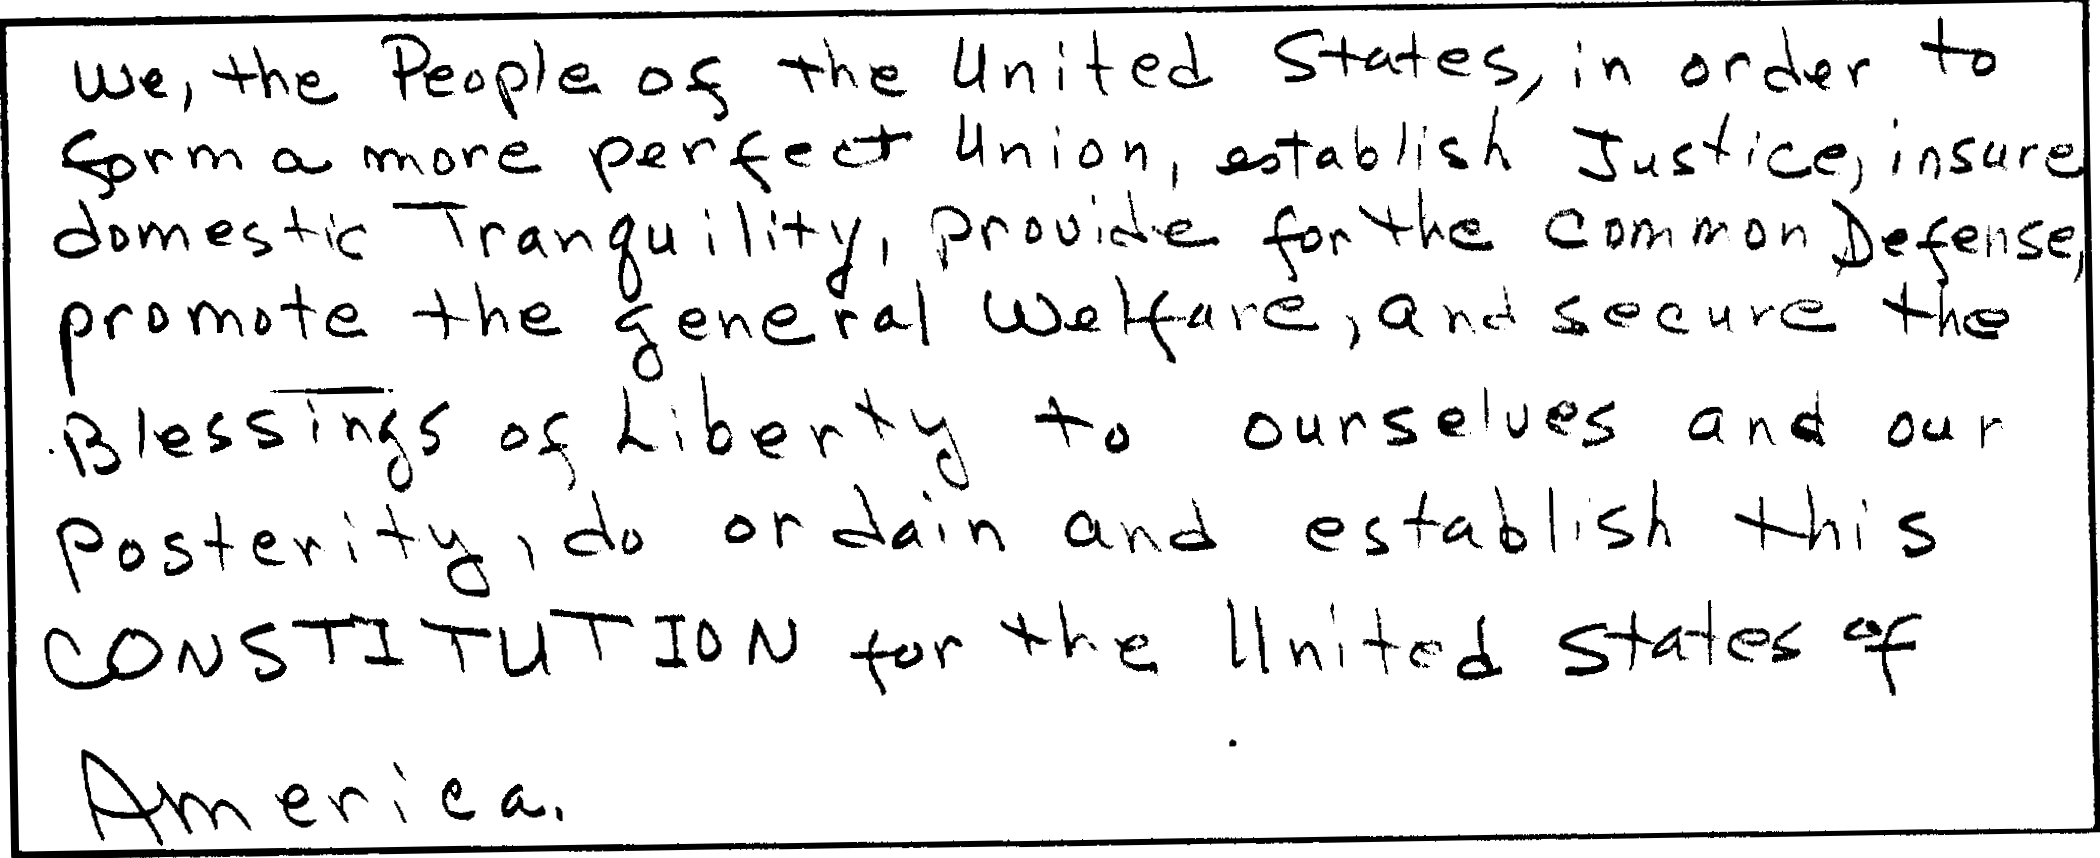 We, the People of the United States, in order to
form a more perfect Union, establish Justice, insure
domestic Tranquility, provide for the common Defense,
promote the general Welfare, and secure the
Blessings of Liberty to ourselves and our
Posterity, do ordain and establish this
CONSTITUTION for the United States of
America.